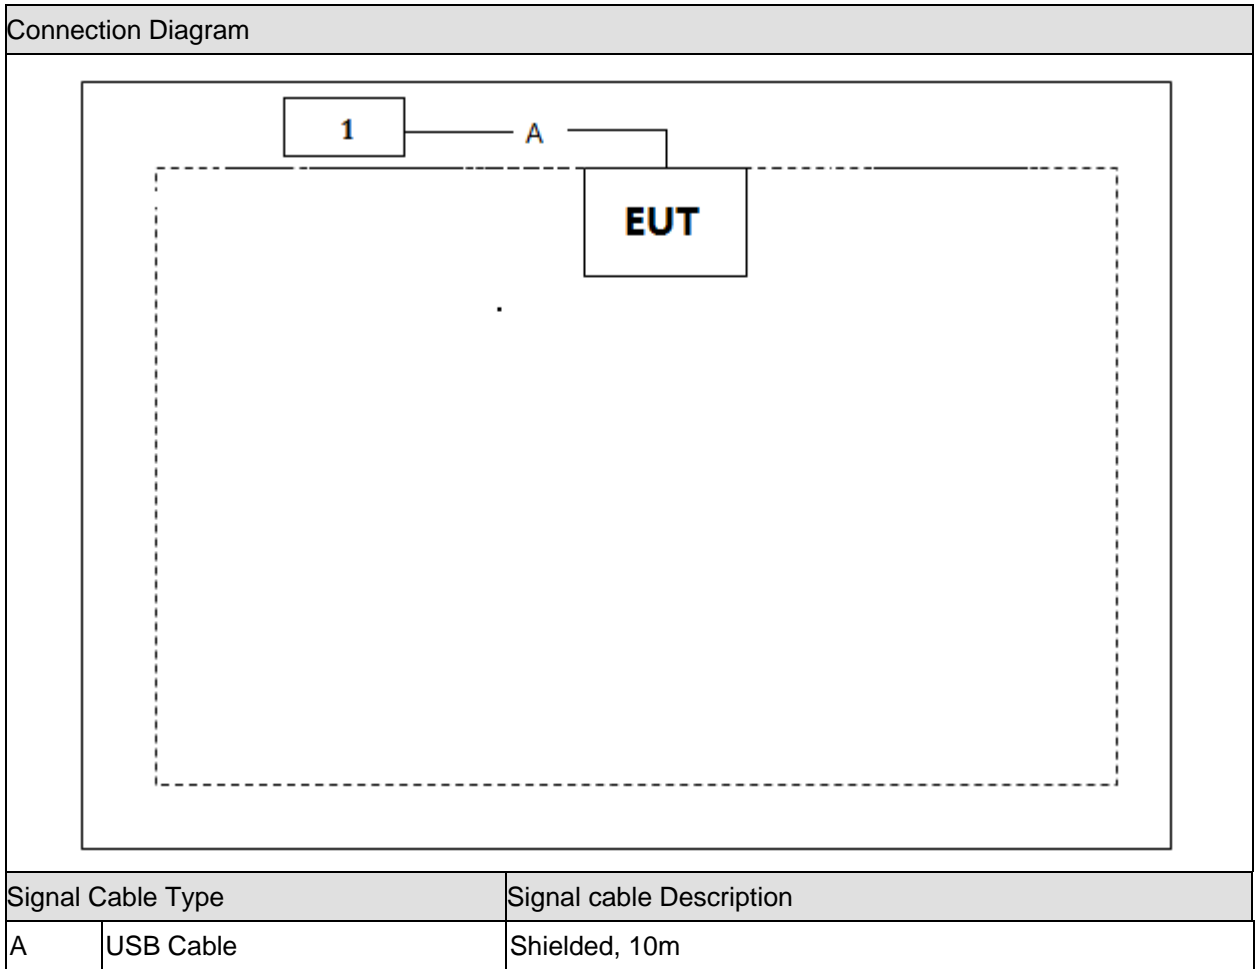 Connection Diagram
1
A
EUT
Signal Cable Type Signal cable Description
A USB Cable Shielded, 10m